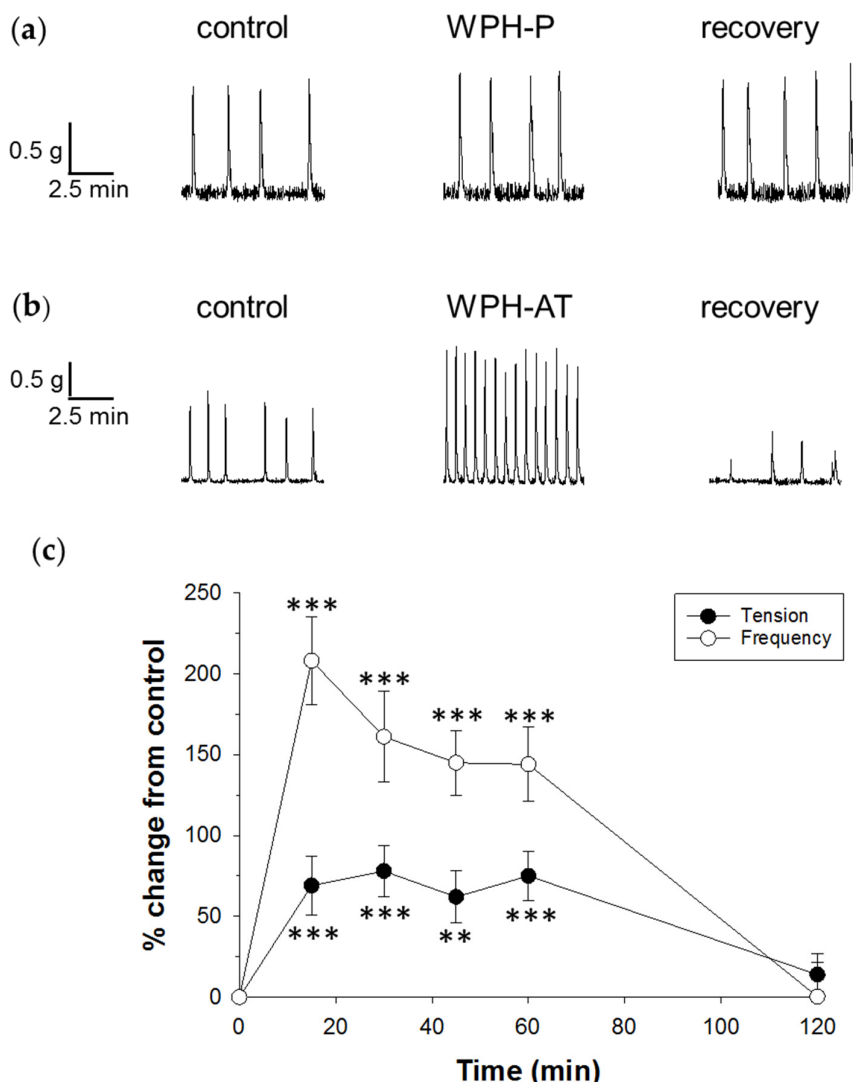 (a)
control WPH-P recovery
0.5 g
2.5 min
(b)
control WPH-AT recovery
0.5 g
2.5 min
(c)
250
200
150
100
50
0
% change from control
*** *** *** ***
*** *** ** ***
Tension
Frequency
0 20 40 60 80 100 120
Time (min)